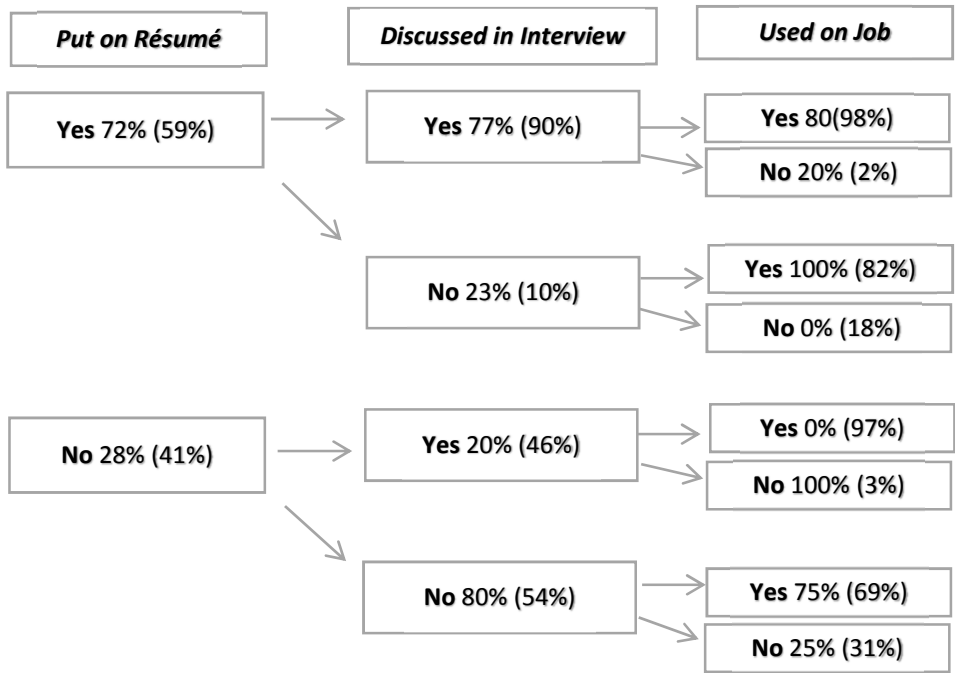 Put on Résumé
Discussed in Interview
Used on Job
Yes 72% (59%)
Yes 77% (90%)
Yes 80(98%)
No 20% (2%)
No 23% (10%)
Yes 100% (82%)
No 0% (18%)
No 28% (41%)
Yes 20% (46%)
Yes 0% (97%)
No 100% (3%)
No 80% (54%)
Yes 75% (69%)
No 25% (31%)